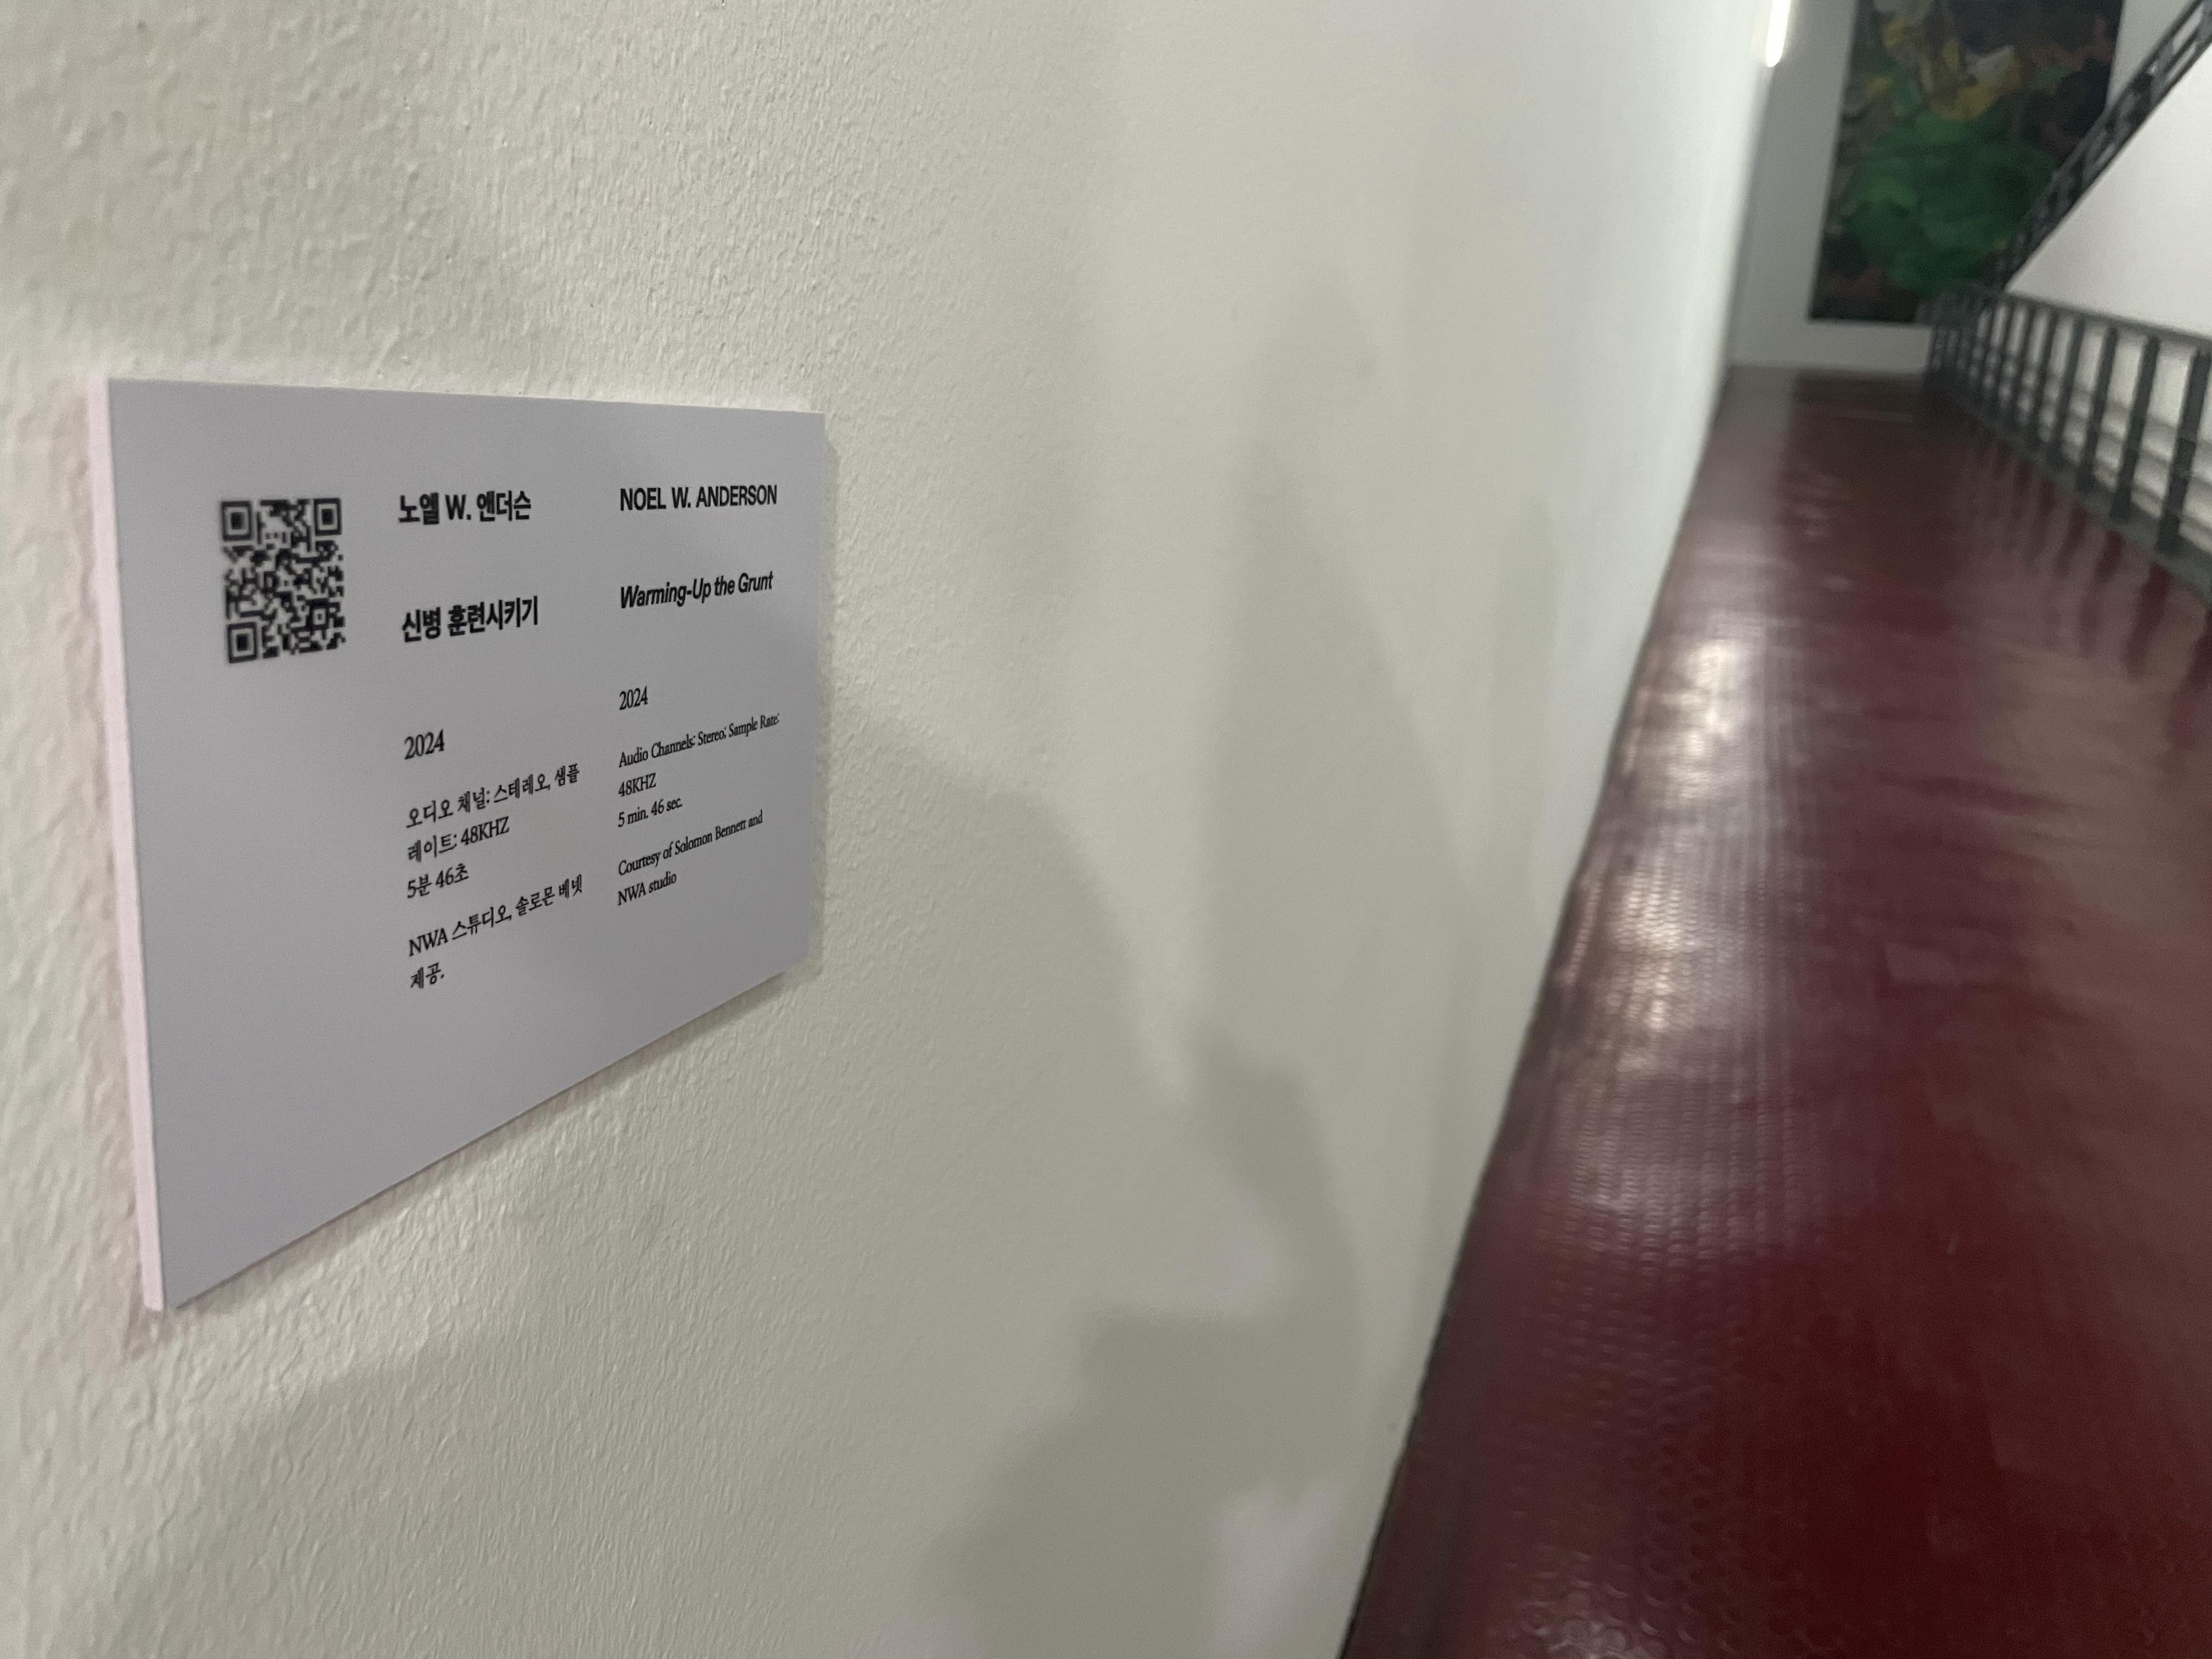 노엘 W. 앤더슨
신병 훈련시키기
2024
오디오 채널: 스테레오, 샘플
레이트: 48KHZ
5분 46초
NWA 스튜디오, 솔로몬 베넷
제공.
NOEL W. ANDERSON
Warming-Up the Grunt
2024
Audio Channels: Stereo; Sample Rate:
48KHZ
5 min. 46 sec.
Courtesy of Solomon Bennett and
NWA studio